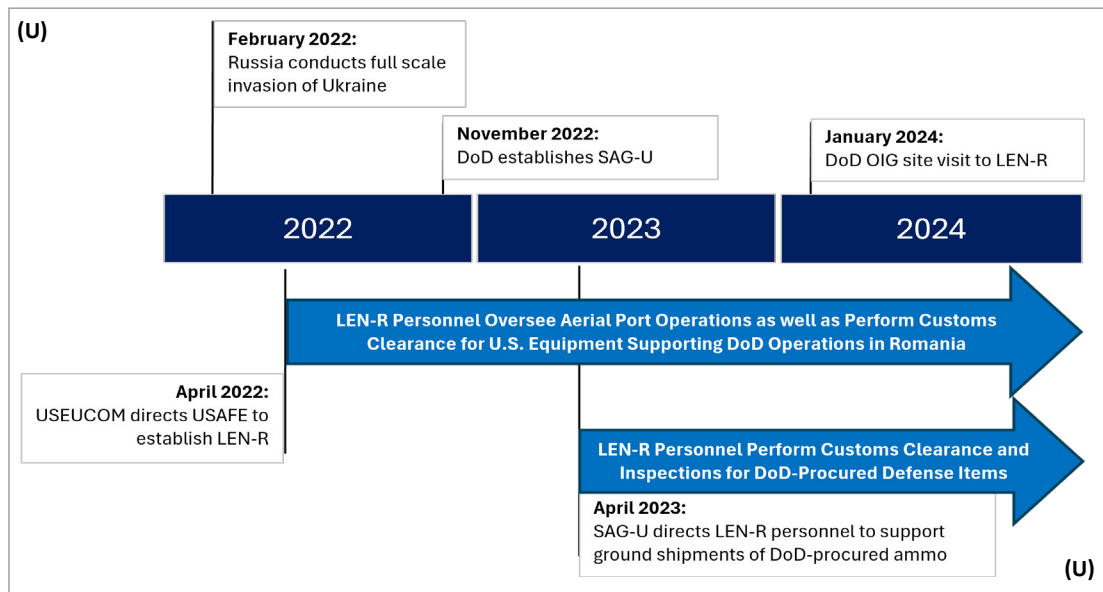 (U)
February 2022:
Russia conducts full scale
invasion of Ukraine
November 2022:
DoD establishes SAG-U
January 2024:
DoD OIG site visit to LEN-R
2022
2023
2024
LEN-R Personnel Oversee Aerial Port Operations as well as Perform Customs
Clearance for U.S. Equipment Supporting DoD Operations in Romania
April 2022:
USEUCOM directs USAFE to
establish LEN-R
LEN-R Personnel Perform Customs Clearance and
Inspections for DoD-Procured Defense Items
April 2023:
SAG-U directs LEN-R personnel to support
ground shipments of DoD-procured ammo
(U)